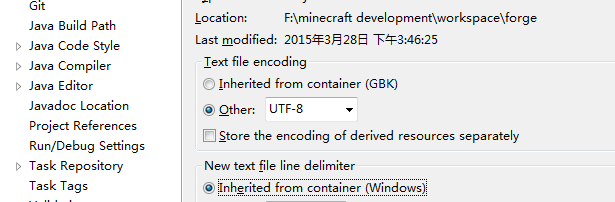 Git
Java Build Path
Java Code Style
Java Compiler
Java Editor
Javadoc Location
Project References
Run/Debug Settings
Task Repository
Task Tags
Location: F:\minecraft development\workspace\forge
Last modified: 2015年3月28日 下午3:46:25
Text file encoding
Inherited from container (GBK)
Other: UTF-8
Store the encoding of derived resources separately
New text file line delimiter
Inherited from container (Windows)